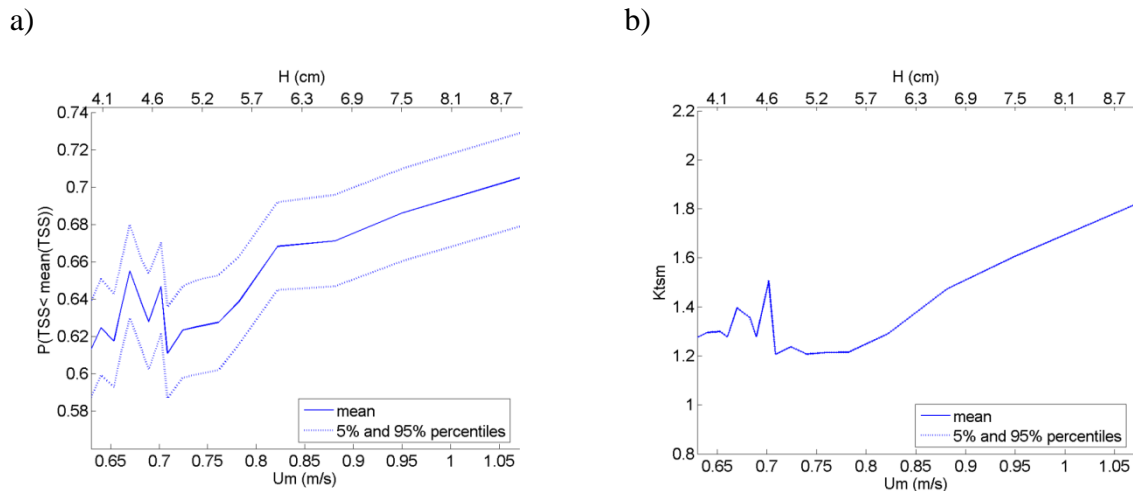 a)
H (cm)
4.1 4.6 5.2 5.7 6.3 6.9 7.5 8.1 8.7
0.74
0.72
0.7
0.68
0.66
0.64
0.62
0.6
0.58
P(TSS< mean(TSS))
mean
5% and 95% percentiles
0.65 0.7 0.75 0.8 0.85 0.9 0.95 1 1.05
Um (m/s)
b)
H (cm)
4.1 4.6 5.2 5.7 6.3 6.9 7.5 8.1 8.7
2.2
2
1.8
1.6
1.4
1.2
1
0.8
Ktsm
mean
5% and 95% percentiles
0.65 0.7 0.75 0.8 0.85 0.9 0.95 1 1.05
Um (m/s)